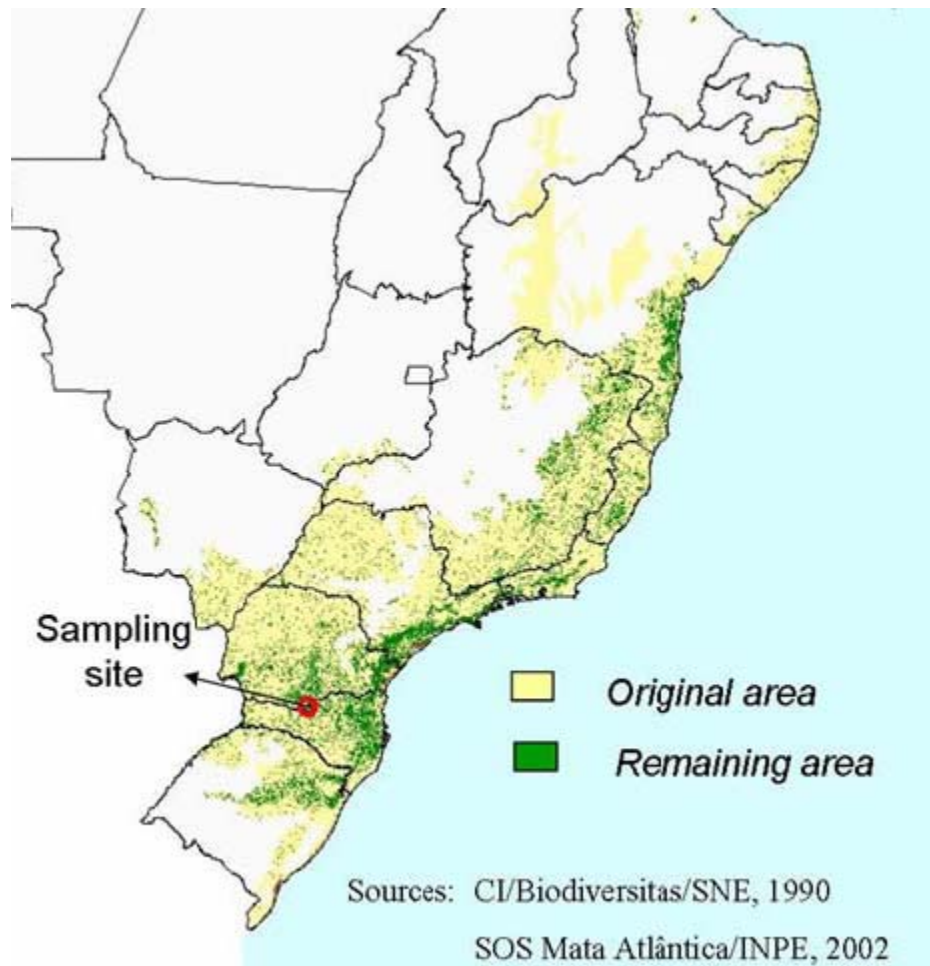 Sampling
site
Original area
Remaining area
Sources: CI/Biodiversitas/SNE, 1990
SOS Mata Atlântica/INPE, 2002